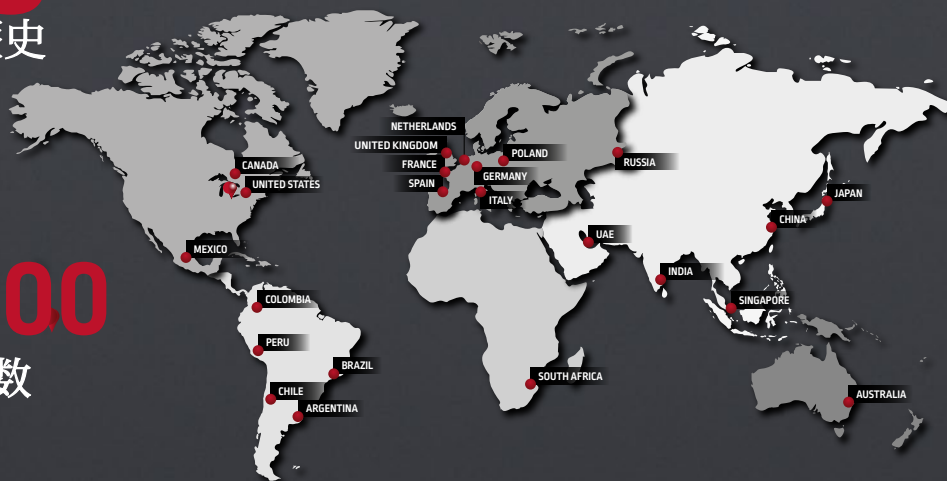 史
NETHERLANDS
UNITED KINGDOM
POLAND
FRANCE
RUSSIA
CANADA
GERMANY
SPAIN
UNITED STATES
ITALY
JAPAN
CHINA
UAE
MEXICO
INDIA
COLOMBIA
SINGAPORE
00
PERU
BRAZIL
SOUTH AFRICA
数
CHILE
AUSTRALIA
ARGENTINA